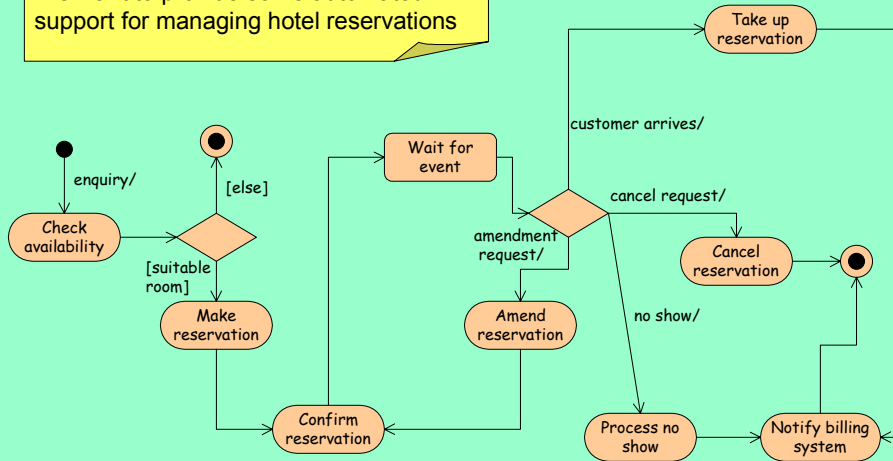 support for managing hotel reservations
Take up
reservation
customer arrives/
Wait for
event
enquiry/
[else]
cancel request/
Check
availability
amendment
request/
Cancel
reservation
[suitable
room]
Make
reservation
Amend
reservation
no show/
Confirm
reservation
Process no
show
Notify billing
system